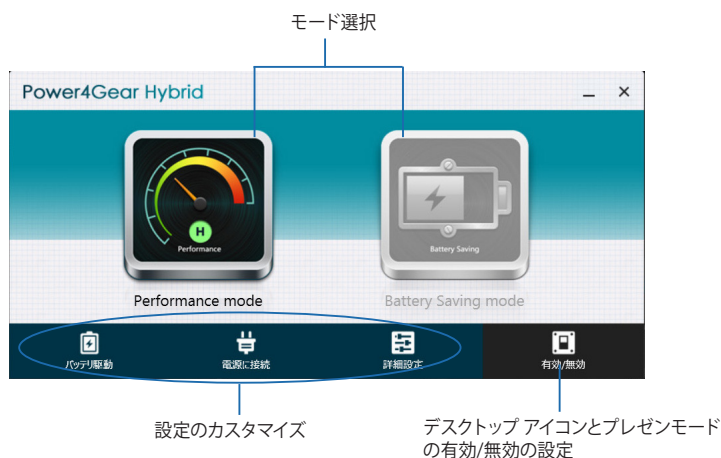 モード選択
Power4Gear Hybrid
H
Performance
Battery Saving
Performance mode
Battery Saving mode
バッテリ駆動
電源に接続
詳細設定
有効/無効
設定のカスタマイズ
デスクトップ アイコンとプレゼンモード
の有効/無効の設定